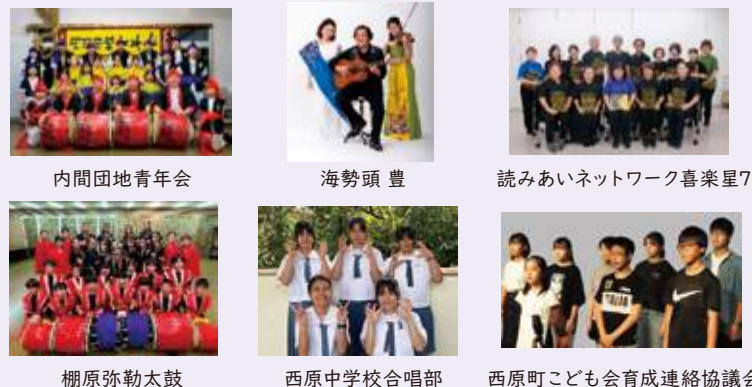 内間団地青年会
海勢頭 豊
読みあいネットワーク喜楽星7
棚原弥勒太鼓
西原中学校合唱部
西原町こども会育成連絡協議会